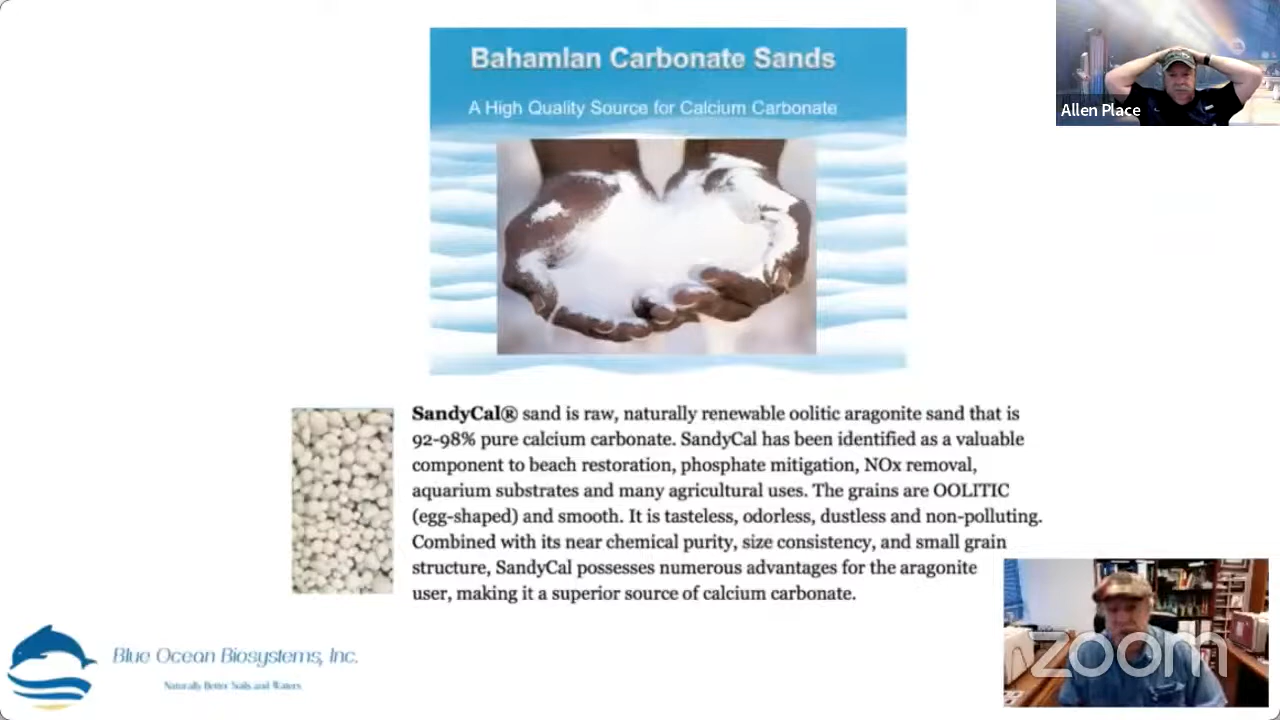 Bahamian Carbonate Sands
A High Quality Source for Calcium Carbonate
Allen Place
SandyCal® sand is raw, naturally renewable oolitic aragonite sand that is
92-98% pure calcium carbonate. SandyCal has been identified as a valuable
component to beach restoration, phosphate mitigation, NOx removal,
aquarium substrates and many agricultural uses. The grains are OOLITIC
(egg-shaped) and smooth. It is tasteless, odorless, dustless and non-polluting.
Combined with its near chemical purity, size consistency, and small grain
structure, SandyCal possesses numerous advantages for the aragonite
user, making it a superior source of calcium carbonate.
Blue Ocean Biosystems, Inc.
Naturally Better Soils and Waters
zoom